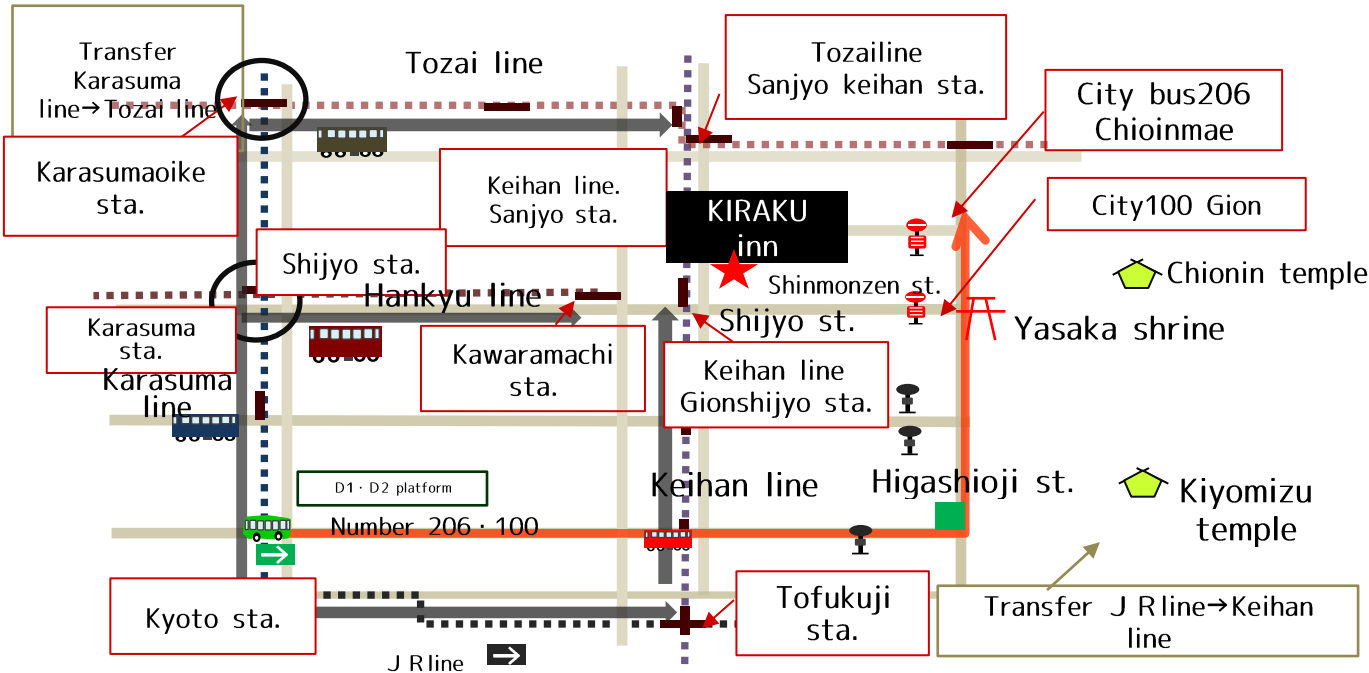 Transfer
Karasuma
line→Tozai line
Tozai line
Tozailine
Sanjyo keihan sta.
City bus206
Chioinmae
Karasumaoike
sta.
Keihan line.
Sanjyo sta.
KIRAKU
inn
City100 Gion
Shijyo sta.
Hankyu line
Shinmonzen st.
Chionin temple
Karasuma
sta.
Shijyo st.
Yasaka shrine
Kawaramachi
sta.
Keihan line
Gionshijyo sta.
Karasuma
line
D1・D2 platform
Keihan line
Higashioji st.
Kiyomizu
temple
Number 206・100
Kyoto sta.
Tofukuji
sta.
Transfer ＪＲline→Keihan
line
ＪＲline